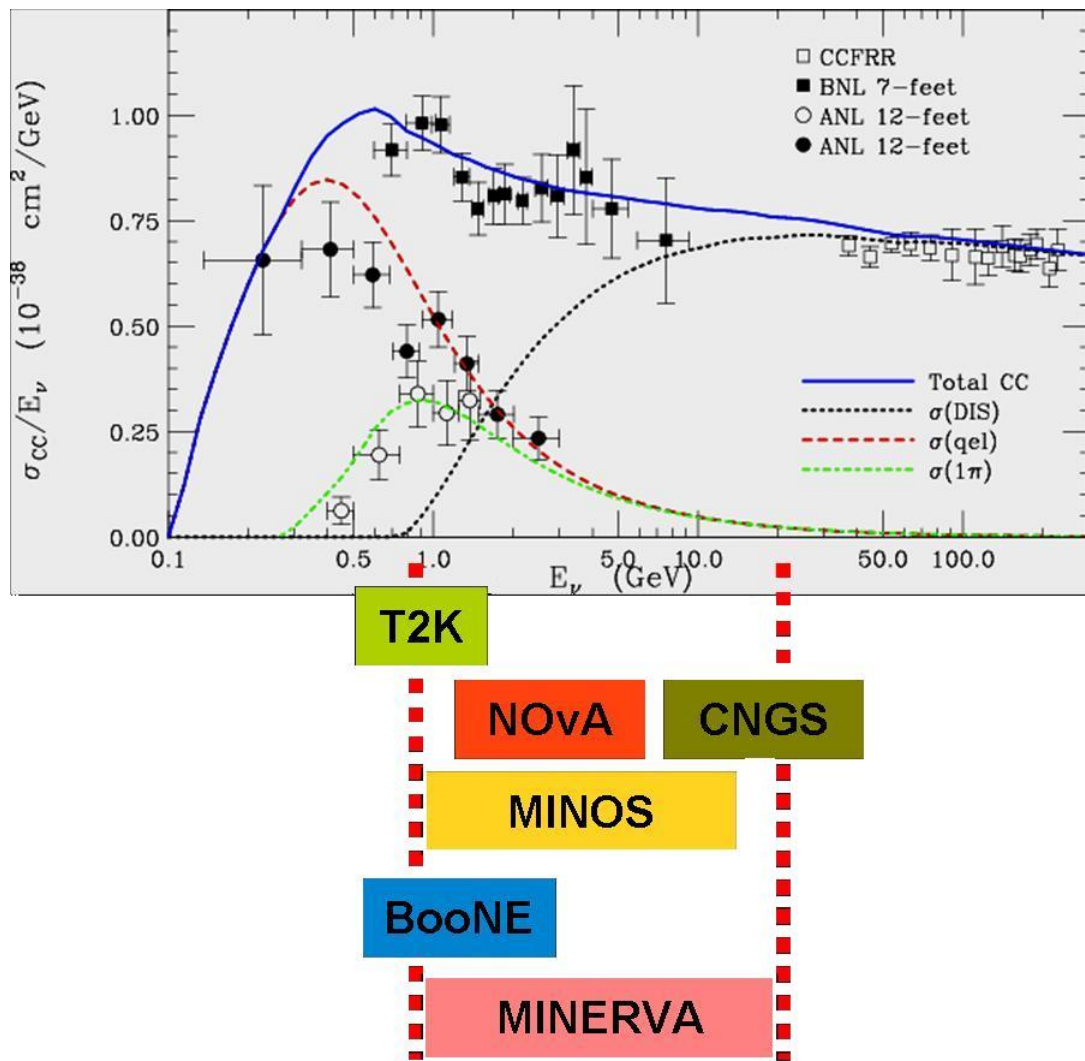 σCC/Eν (10⁻³⁸ cm²/GeV)
1.00
0.75
0.50
0.25
0.00
□ CCFRR
■ BNL 7-feet
○ ANL 12-feet
● ANL 12-feet
Total CC
σ(DIS)
σ(qel)
σ(1π)
0.1 0.5 1.0 5.0 10.0 50.0 100.0
Eν (GeV)
T2K
NOvA CNGS
MINOS
BooNE
MINERVA